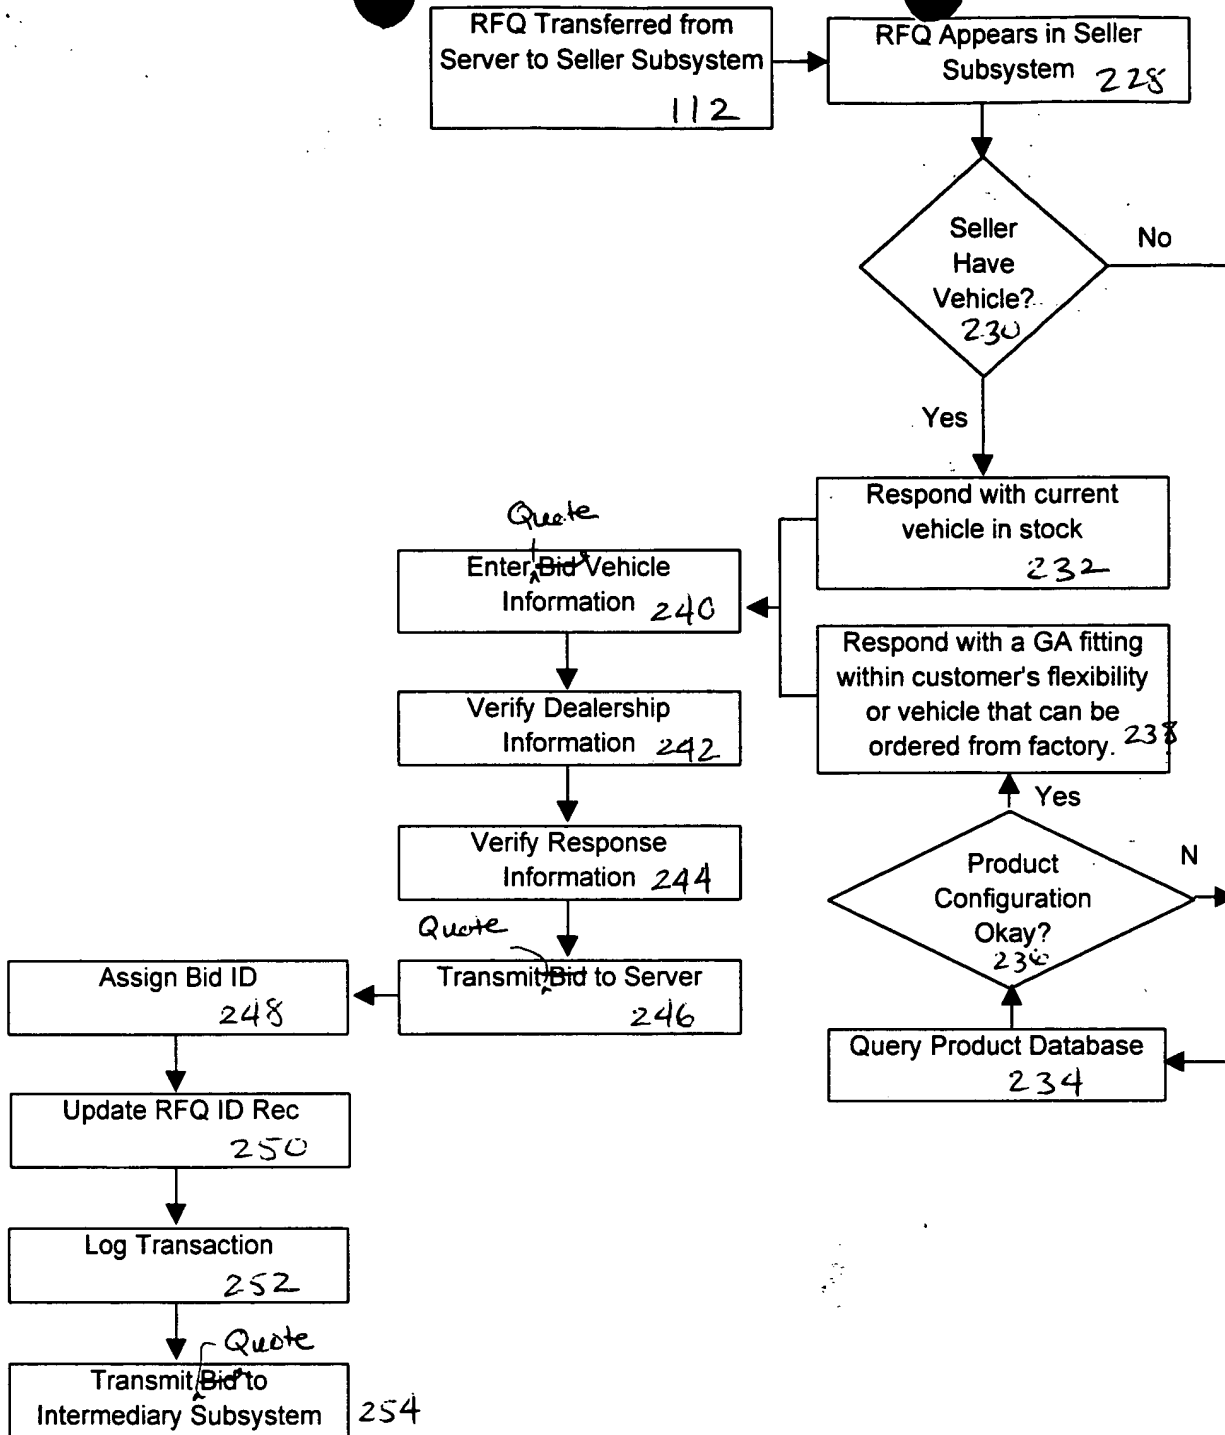 RFQ Transferred from
Server to Seller Subsystem
112
RFQ Appears in Seller
Subsystem 228
Seller
Have
Vehicle?
230
No
Yes
Respond with current
vehicle in stock
232
Quote
Enter Bid Vehicle
Information 240
Respond with a GA fitting
within customer's flexibility
or vehicle that can be
ordered from factory. 238
Verify Dealership
Information 242
Yes
Verify Response
Information 244
Product
Configuration
Okay?
236
N
Quote
Transmit Bid to Server
246
Assign Bid ID
248
Query Product Database
234
Update RFQ ID Rec
250
Log Transaction
252
Quote
Transmit Bid to
Intermediary Subsystem 254